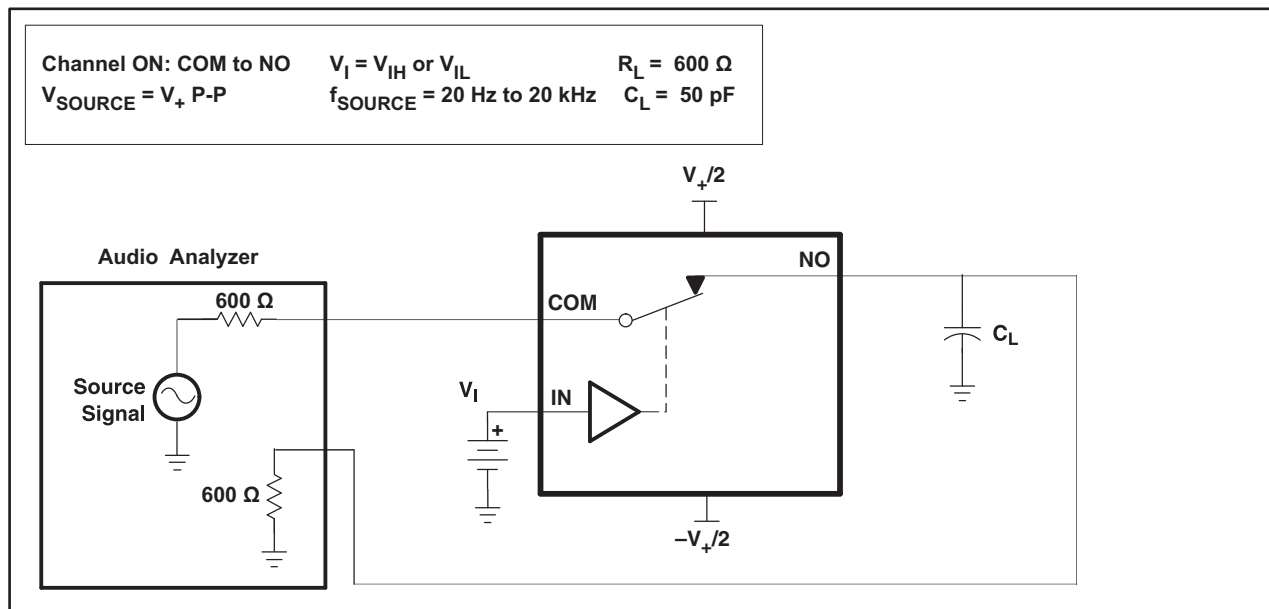 Channel ON: COM to NO V_I = V_IH or V_IL R_L = 600 Ω
V_SOURCE = V_+ P-P f_SOURCE = 20 Hz to 20 kHz C_L = 50 pF
V_+/2
Audio Analyzer
NO
600 Ω
COM
C_L
Source
Signal
V_I
IN
+
600 Ω
–V_+/2